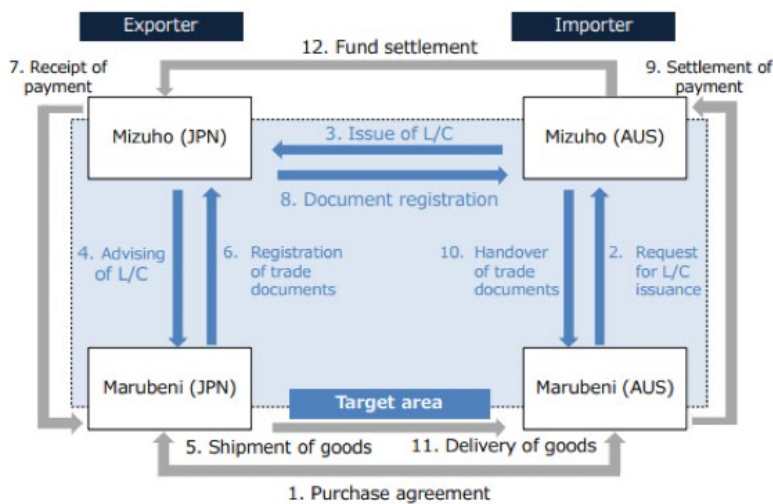 Exporter
Importer
12. Fund settlement
7. Receipt of
payment
9. Settlement of
payment
Mizuho (JPN)
Mizuho (AUS)
3. Issue of L/C
8. Document registration
4. Advising
of L/C
6. Registration
of trade
documents
10. Handover
of trade
documents
2. Request
for L/C
issuance
Marubeni (JPN)
Marubeni (AUS)
Target area
5. Shipment of goods
11. Delivery of goods
1. Purchase agreement